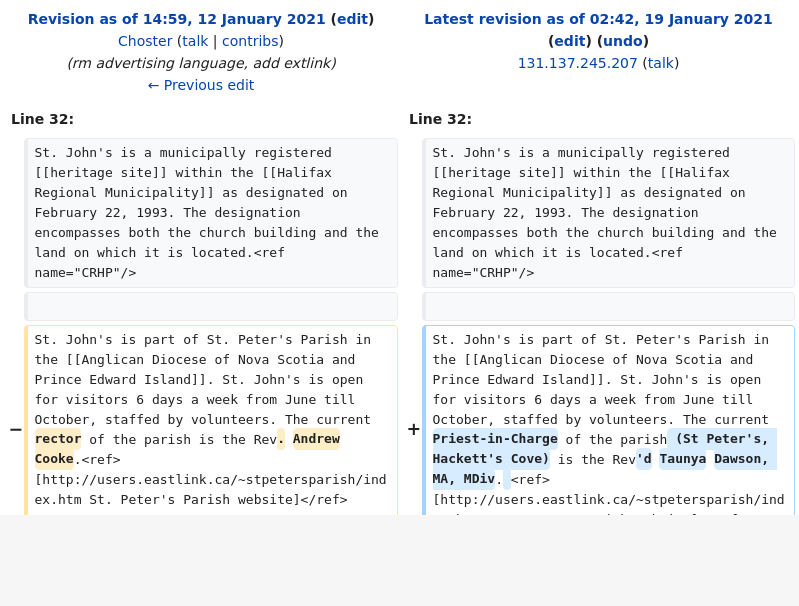 Revision as of 14:59, 12 January 2021 (edit)
Choster (talk | contribs)
(rm advertising language, add extlink)
← Previous edit
Latest revision as of 02:42, 19 January 2021
(edit) (undo)
131.137.245.207 (talk)
Line 32:
Line 32:
St. John's is a municipally registered
[[heritage site]] within the [[Halifax
Regional Municipality]] as designated on
February 22, 1993. The designation
encompasses both the church building and the
land on which it is located.<ref
name="CRHP"/>
St. John's is a municipally registered
[[heritage site]] within the [[Halifax
Regional Municipality]] as designated on
February 22, 1993. The designation
encompasses both the church building and the
land on which it is located.<ref
name="CRHP"/>
−
St. John's is part of St. Peter's Parish in
the [[Anglican Diocese of Nova Scotia and
Prince Edward Island]]. St. John's is open
for visitors 6 days a week from June till
October, staffed by volunteers. The current
rector of the parish is the Rev. Andrew
Cooke.<ref>
[http://users.eastlink.ca/~stpetersparish/ind
ex.htm St. Peter's Parish website]</ref>
+
St. John's is part of St. Peter's Parish in
the [[Anglican Diocese of Nova Scotia and
Prince Edward Island]]. St. John's is open
for visitors 6 days a week from June till
October, staffed by volunteers. The current
Priest-in-Charge of the parish (St Peter's,
Hackett's Cove) is the Rev'd Taunya Dawson,
MA, MDiv. <ref>
[http://users.eastlink.ca/~stpetersparish/ind